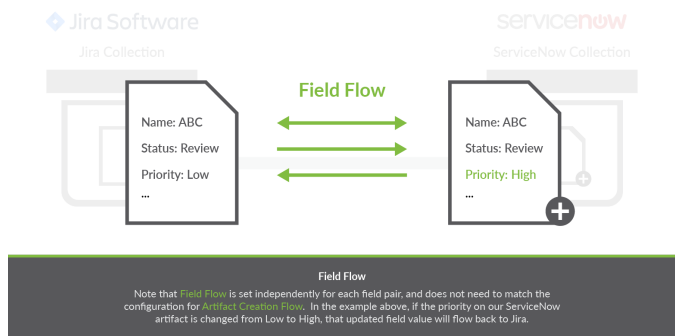 Jira Software
servicenow
Jira Collection
ServiceNow Collection
Field Flow
Name: ABC
Status: Review
Priority: Low
...
Name: ABC
Status: Review
Priority: High
...
Field Flow
Note that Field Flow is set independently for each field pair, and does not need to match the
configuration for Artifact Creation Flow. In the example above, if the priority on our ServiceNow
artifact is changed from Low to High, that updated field value will flow back to Jira.